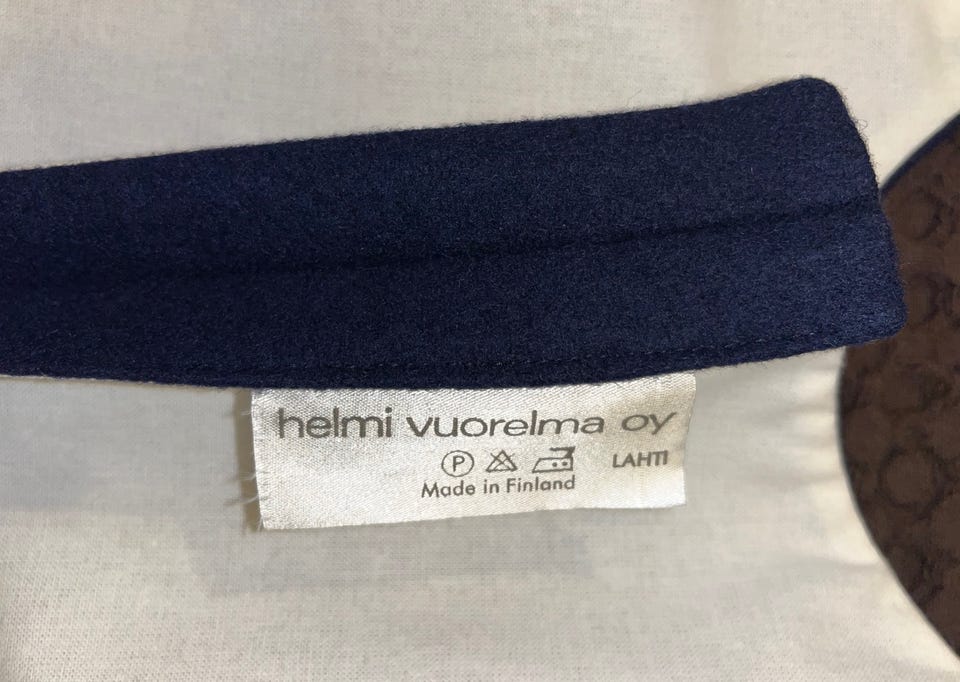 helmi vuorelma oy
P LAHTI
Made in Finland